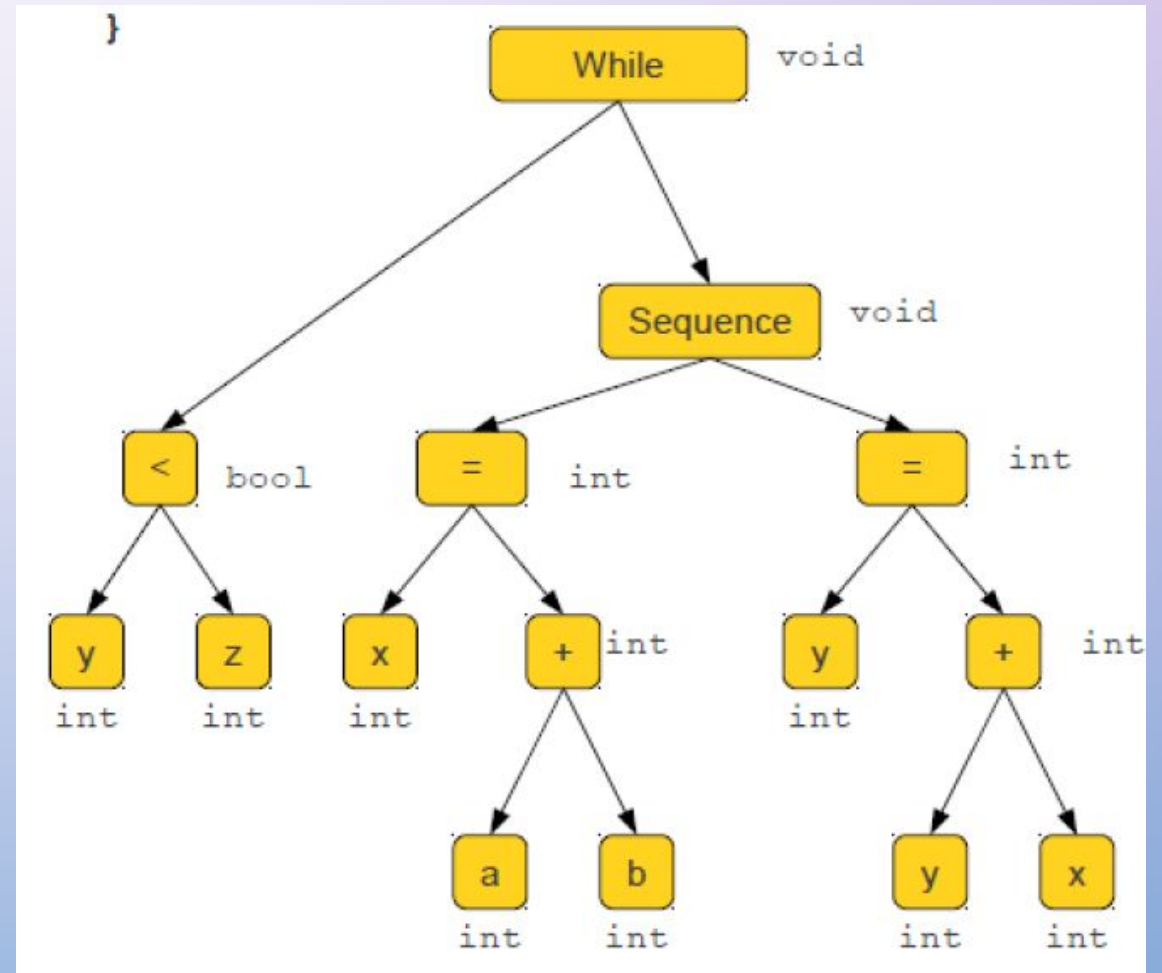 }
While void
Sequence void
< bool = int = int
y z x + int y + int
int int int int
a b y x
int int int int